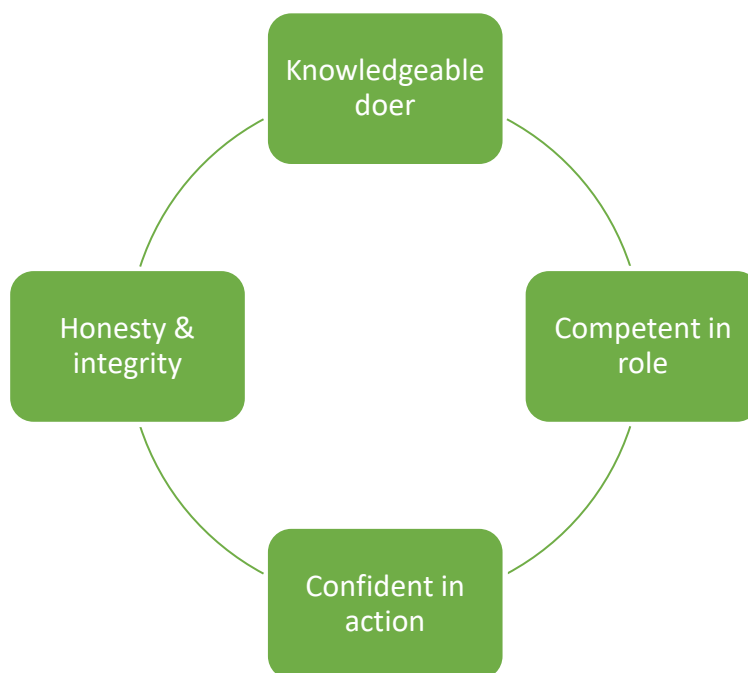 Knowledgeable
doer
Honesty &
integrity
Competent in
role
Confident in
action